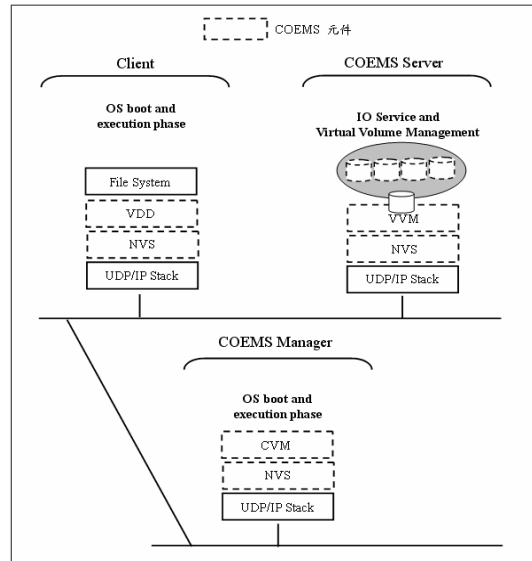 COEMS 元件
Client
COEMS Server
OS boot and
execution phase
IO Service and
Virtual Volume Management
File System
VDD
NVS
UDP/IP Stack
VVM
NVS
UDP/IP Stack
COEMS Manager
OS boot and
execution phase
CVM
NVS
UDP/IP Stack